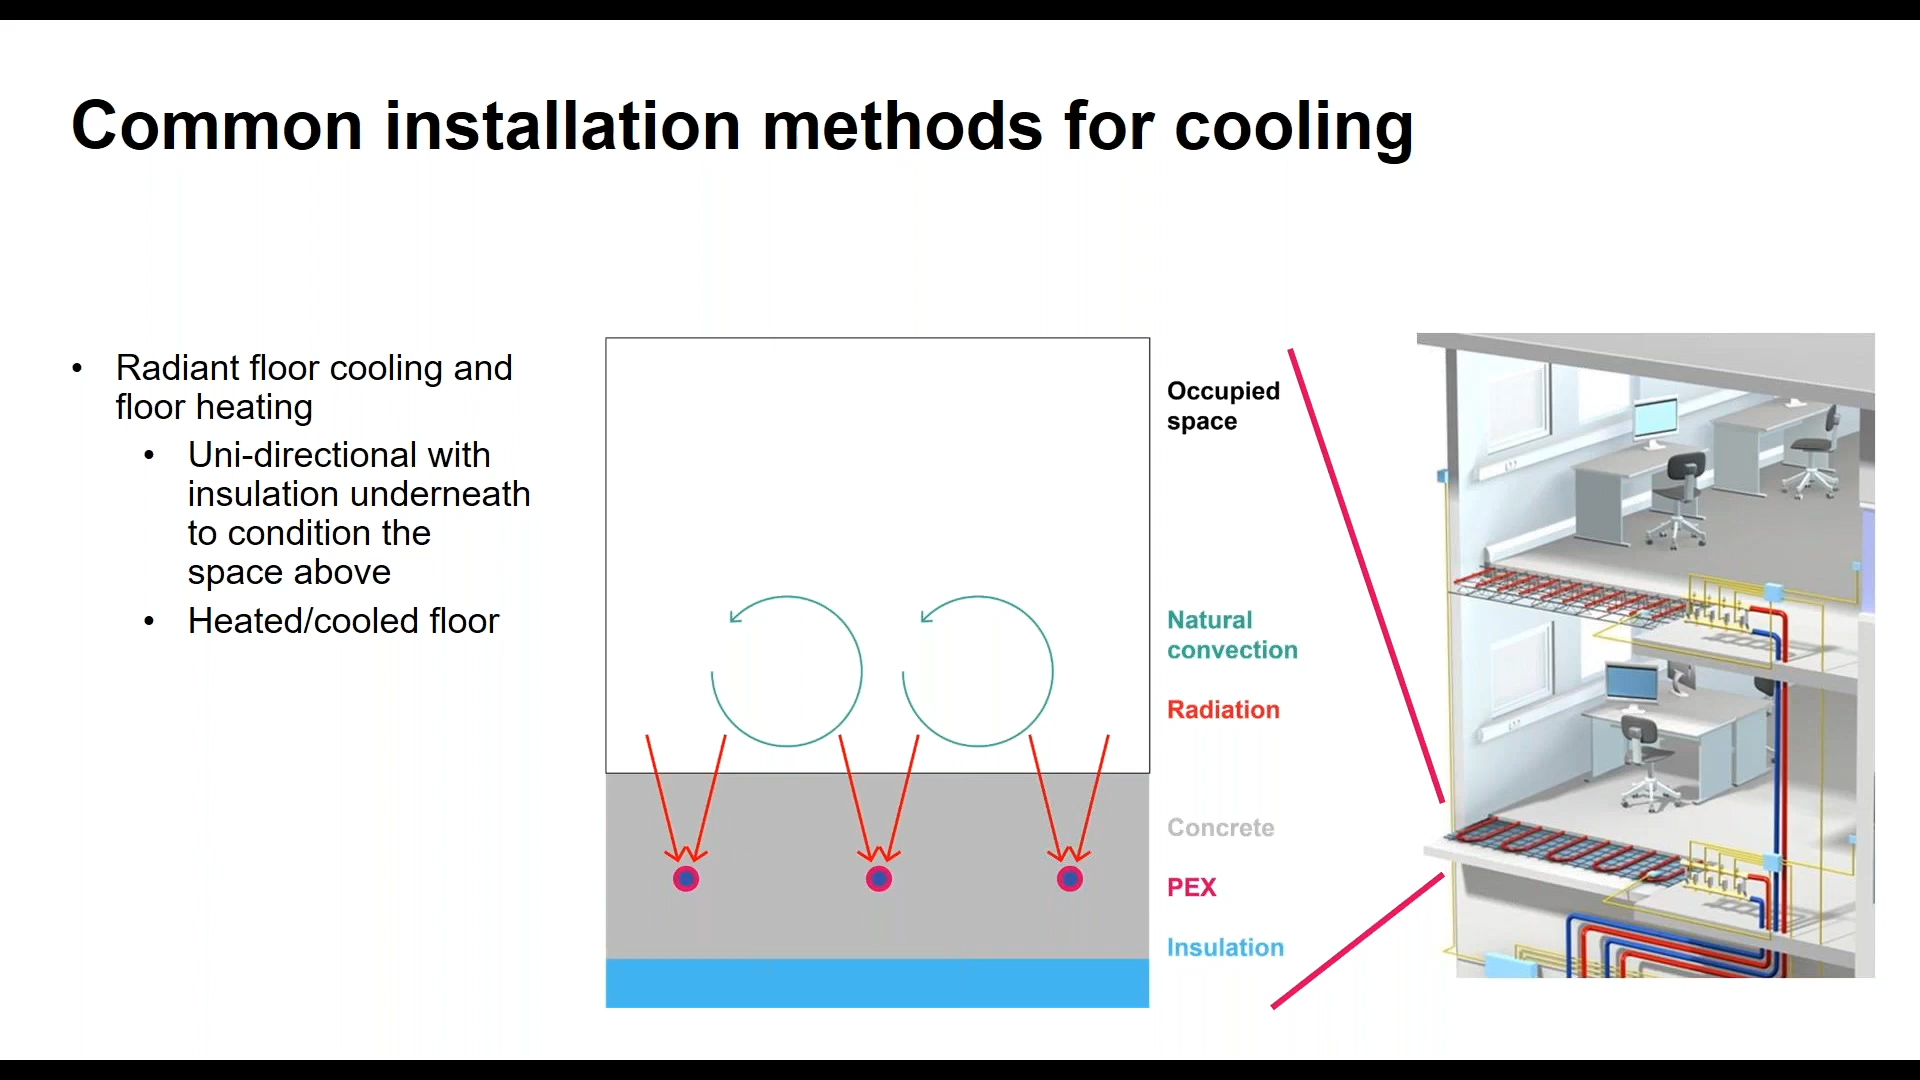 Common installation methods for cooling
• Radiant floor cooling and
floor heating
• Uni-directional with
insulation underneath
to condition the
space above
• Heated/cooled floor
Occupied
space
Natural
convection
Radiation
Concrete
PEX
Insulation